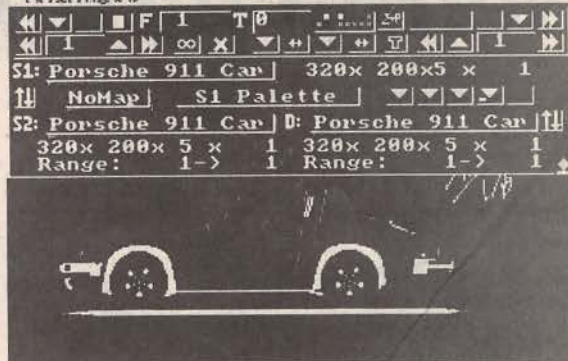 F 1 T 0
1 1
S1: Porsche 911 Car 320x 200x5 x 1
NoMap S1 Palette
S2: Porsche 911 Car D: Porsche 911 Car
320x 200x 5 x 1 320x 200x 5 x 1
Range: 1-> 1 Range: 1-> 1